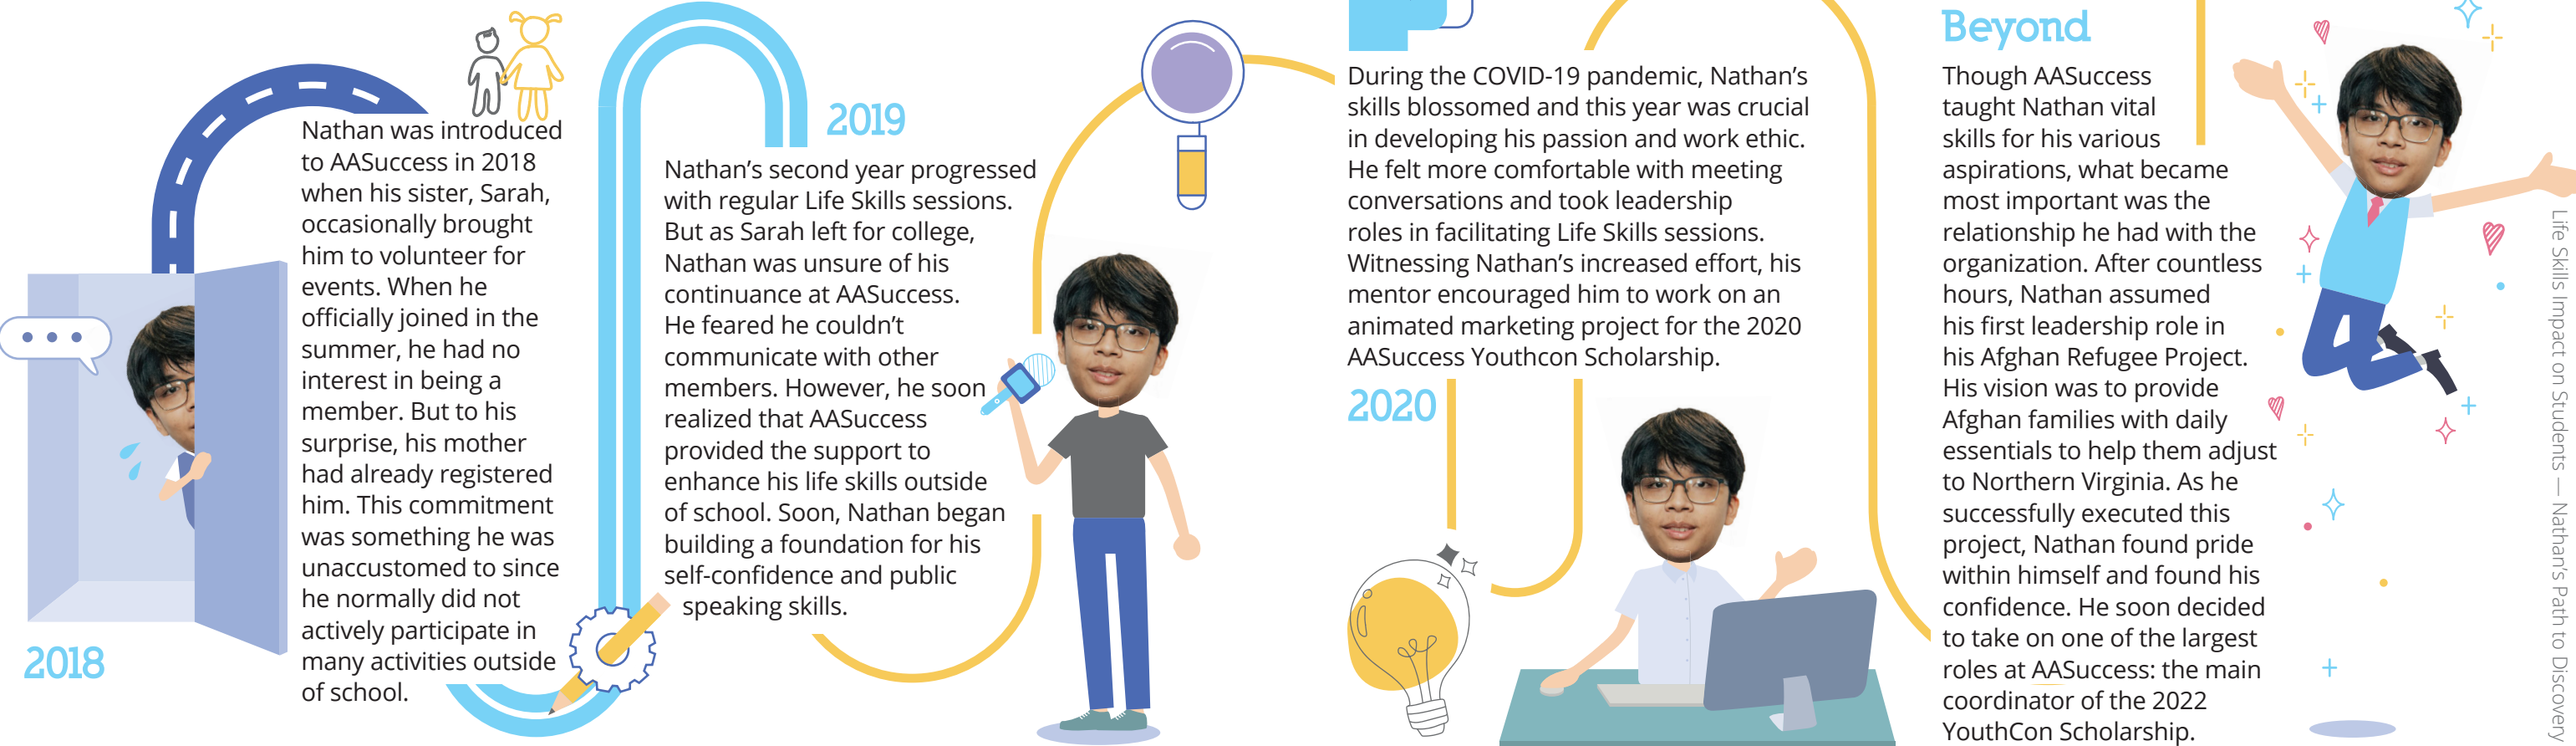 Nathan was introduced
to AASuccess in 2018
when his sister, Sarah,
occasionally brought
him to volunteer for
events. When he
officially joined in the
summer, he had no
interest in being a
member. But to his
surprise, his mother
had already registered
him. This commitment
was something he was
unaccustomed to since
he normally did not
actively participate in
many activities outside
of school.
2018
2019
Nathan’s second year progressed
with regular Life Skills sessions.
But as Sarah left for college,
Nathan was unsure of his
continuance at AASuccess.
He feared he couldn’t
communicate with other
members. However, he soon
realized that AASuccess
provided the support to
enhance his life skills outside
of school. Soon, Nathan began
building a foundation for his
self-confidence and public
speaking skills.
During the COVID-19 pandemic, Nathan’s
skills blossomed and this year was crucial
in developing his passion and work ethic.
He felt more comfortable with meeting
conversations and took leadership
roles in facilitating Life Skills sessions.
Witnessing Nathan’s increased effort, his
mentor encouraged him to work on an
animated marketing project for the 2020
AASuccess Youthcon Scholarship.
2020
Beyond
Though AASuccess
taught Nathan vital
skills for his various
aspirations, what became
most important was the
relationship he had with the
organization. After countless
hours, Nathan assumed
his first leadership role in
his Afghan Refugee Project.
His vision was to provide
Afghan families with daily
essentials to help them adjust
to Northern Virginia. As he
successfully executed this
project, Nathan found pride
within himself and found his
confidence. He soon decided
to take on one of the largest
roles at AASuccess: the main
coordinator of the 2022
YouthCon Scholarship.
Life Skills Impact on Students — Nathan’s Path to Discovery